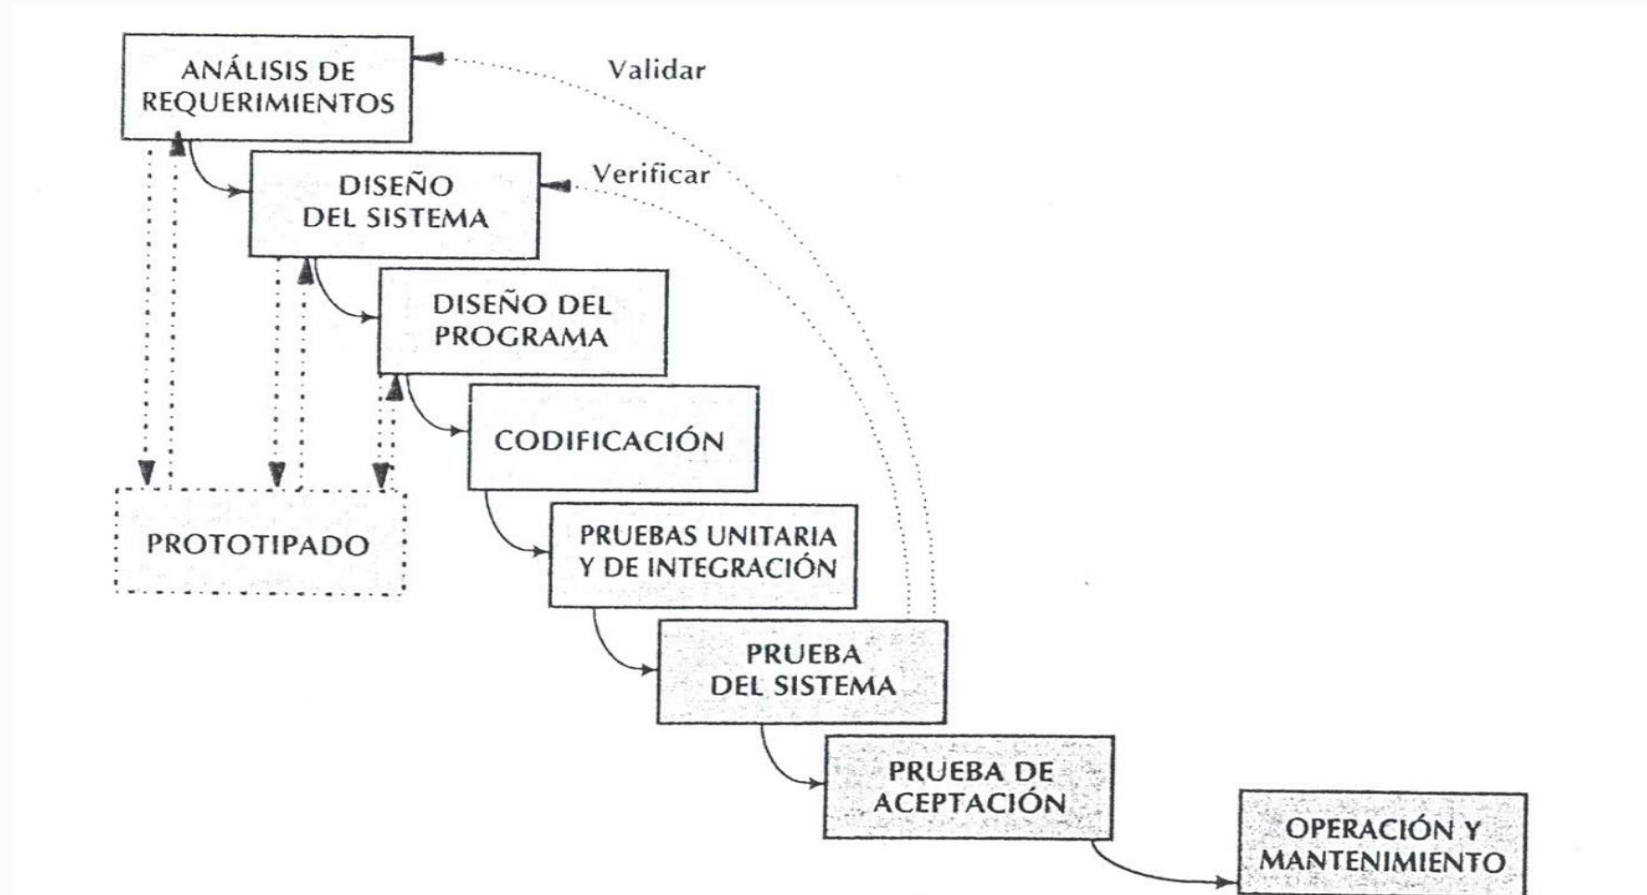 ANÁLISIS DE
REQUERIMIENTOS
Validar
DISEÑO
DEL SISTEMA
Verificar
DISEÑO DEL
PROGRAMA
CODIFICACIÓN
PROTOTIPADO
PRUEBAS UNITARIA
Y DE INTEGRACIÓN
PRUEBA
DEL SISTEMA
PRUEBA DE
ACEPTACIÓN
OPERACIÓN Y
MANTENIMIENTO